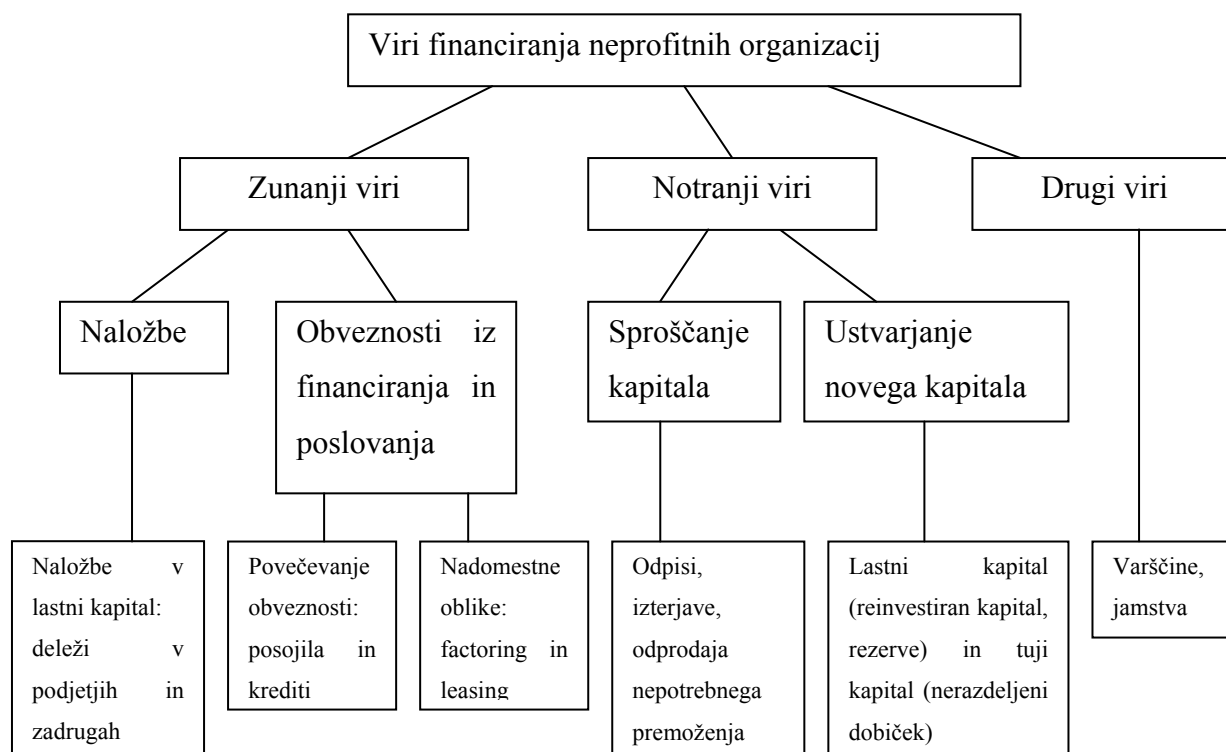 Viri financiranja neprofitnih organizacij
Zunanji viri
Notranji viri
Drugi viri
Naložbe
Obveznosti iz
financiranja in
poslovanja
Sproščanje
kapitala
Ustvarjanje
novega kapitala
Naložbe v
lastni kapital:
deleži v
podjetjih in
zadrugah
Povečevanje
obveznosti:
posojila in
krediti
Nadomestne
oblike:
factoring in
leasing
Odpisi,
izterjave,
odprodaja
nepotrebnega
premoženja
Lastni kapital
(reinvestiran kapital,
rezerve) in tuji
kapital (nerazdeljeni
dobiček)
Varščine,
jamstva